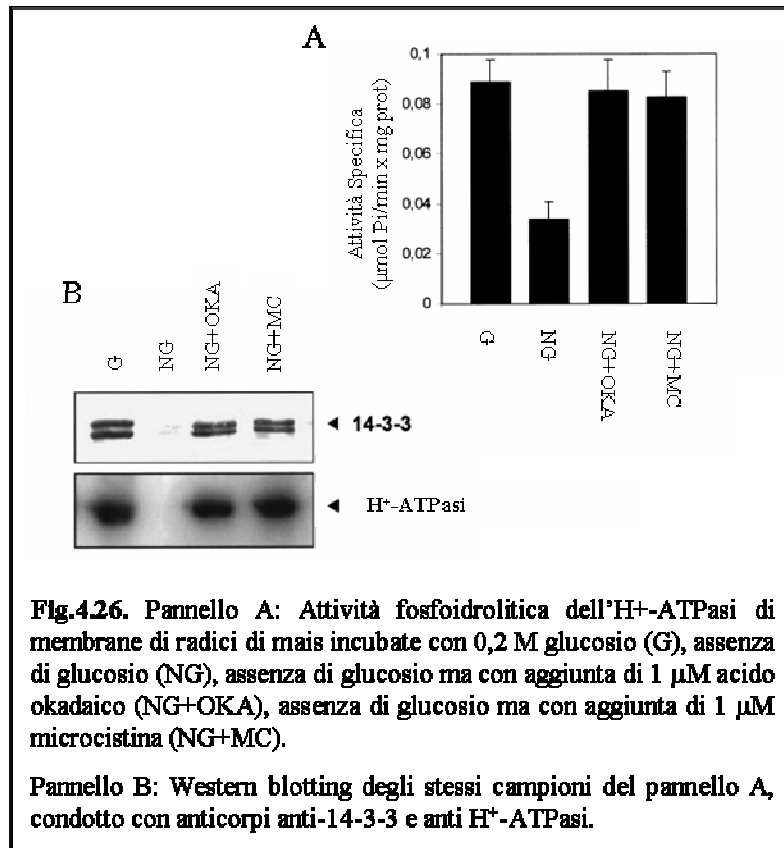 A
0,1
0,08
0,06
0,04
0,02
0
Attività Specifica
(µmol Pi/min x mg prot)
G
NG
NG+OKA
NG+MC
B
G
NG
NG+OKA
NG+MC
14-3-3
H⁺-ATPasi
Fig.4.26. Pannello A: Attività fosfoidrolitica dell'H+-ATPasi di
membrane di radici di mais incubate con 0,2 M glucosio (G), assenza
di glucosio (NG), assenza di glucosio ma con aggiunta di 1 µM acido
okadaico (NG+OKA), assenza di glucosio ma con aggiunta di 1 µM
microcistina (NG+MC).
Pannello B: Western blotting degli stessi campioni del pannello A,
condotto con anticorpi anti-14-3-3 e anti H⁺-ATPasi.